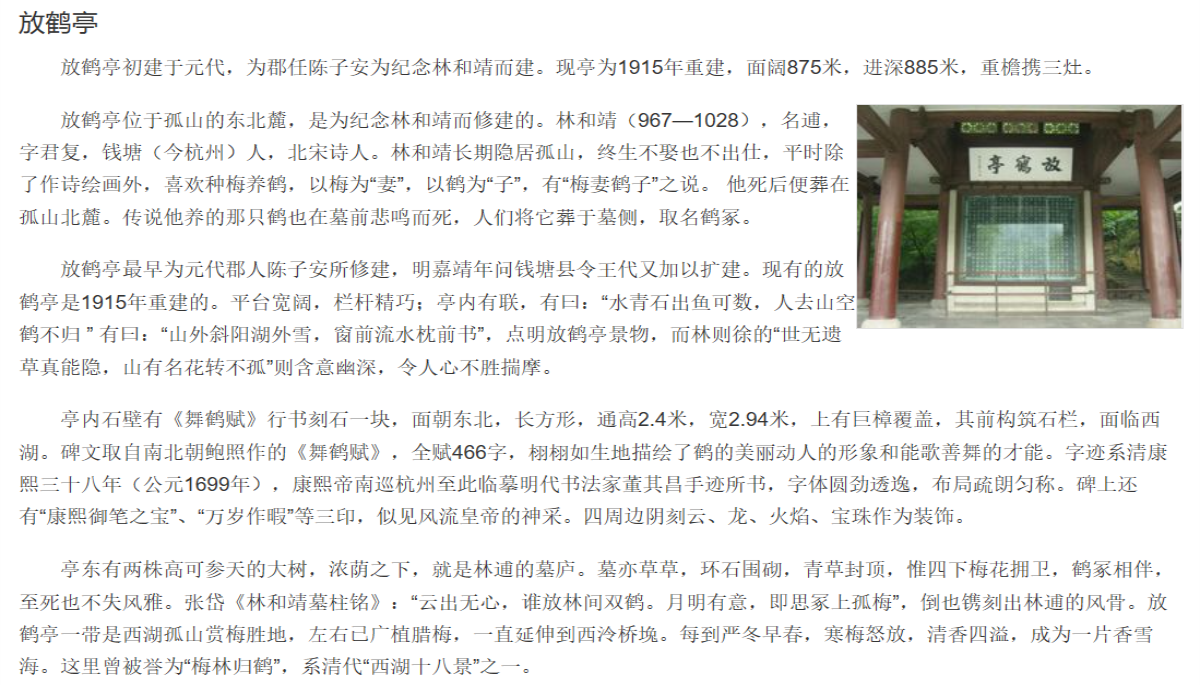 放鹤亭
放鹤亭初建于元代，为郡任陈子安为纪念林和靖而建。现亭为1915年重建，面阔875米，进深885米，重檐携三灶。
放鹤亭位于孤山的东北麓，是为纪念林和靖而修建的。林和靖（967—1028），名逋，
字君复，钱塘（今杭州）人，北宋诗人。林和靖长期隐居孤山，终生不娶也不出仕，平时除
了作诗绘画外，喜欢种梅养鹤，以梅为“妻”，以鹤为“子”，有“梅妻鹤子”之说。 他死后便葬在
孤山北麓。传说他养的那只鹤也在墓前悲鸣而死，人们将它葬于墓侧，取名鹤冢。
放鹤亭
放鹤亭最早为元代郡人陈子安所修建，明嘉靖年问钱塘县令王代又加以扩建。现有的放
鹤亭是1915年重建的。平台宽阔，栏杆精巧；亭内有联，有曰：“水青石出鱼可数，人去山空
鹤不归 ” 有曰：“山外斜阳湖外雪，窗前流水枕前书”，点明放鹤亭景物，而林则徐的“世无遗
草真能隐，山有名花转不孤”则含意幽深，令人心不胜揣摩。
亭内石壁有《舞鹤赋》行书刻石一块，面朝东北，长方形，通高2.4米，宽2.94米，上有巨樟覆盖，其前构筑石栏，面临西
湖。碑文取自南北朝鲍照作的《舞鹤赋》，全赋466字，栩栩如生地描绘了鹤的美丽动人的形象和能歌善舞的才能。字迹系清康
熙三十八年（公元1699年），康熙帝南巡杭州至此临摹明代书法家董其昌手迹所书，字体圆劲透逸，布局疏朗匀称。碑上还
有“康熙御笔之宝”、“万岁作暇”等三印，似见风流皇帝的神采。四周边阴刻云、龙、火焰、宝珠作为装饰。
亭东有两株高可参天的大树，浓荫之下，就是林逋的墓庐。墓亦草草，环石围砌，青草封顶，惟四下梅花拥卫，鹤冢相伴，
至死也不失风雅。张岱《林和靖墓柱铭》：“云出无心，谁放林间双鹤。月明有意，即思冢上孤梅”，倒也镌刻出林逋的风骨。放
鹤亭一带是西湖孤山赏梅胜地，左右已广植腊梅，一直延伸到西泠桥堍。每到严冬早春，寒梅怒放，清香四溢，成为一片香雪
海。这里曾被誉为“梅林归鹤”，系清代“西湖十八景”之一。